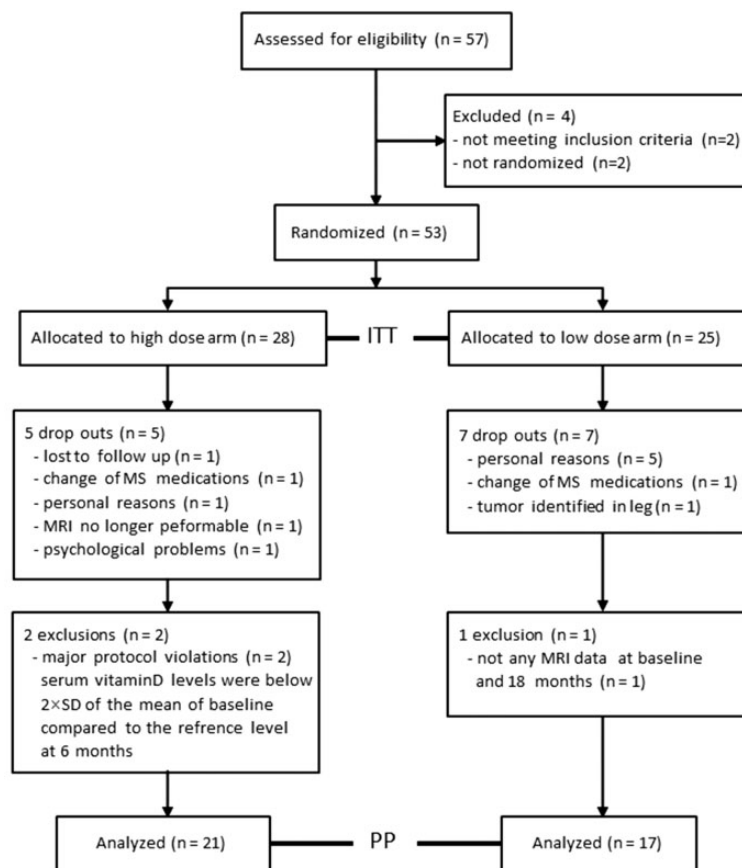 Assessed for eligibility (n = 57)
Excluded (n = 4)
- not meeting inclusion criteria (n=2)
- not randomized (n=2)
Randomized (n = 53)
Allocated to high dose arm (n = 28)
ITT
Allocated to low dose arm (n = 25)
5 drop outs (n = 5)
- lost to follow up (n = 1)
- change of MS medications (n = 1)
- personal reasons (n = 1)
- MRI no longer peformable (n = 1)
- psychological problems (n = 1)
7 drop outs (n = 7)
- personal reasons (n = 5)
- change of MS medications (n = 1)
- tumor identified in leg (n = 1)
2 exclusions (n = 2)
- major protocol violations (n = 2)
serum vitaminD levels were below
2×SD of the mean of baseline
compared to the refrence level
at 6 months
1 exclusion (n = 1)
- not any MRI data at baseline
and 18 months (n = 1)
Analyzed (n = 21)
PP
Analyzed (n = 17)